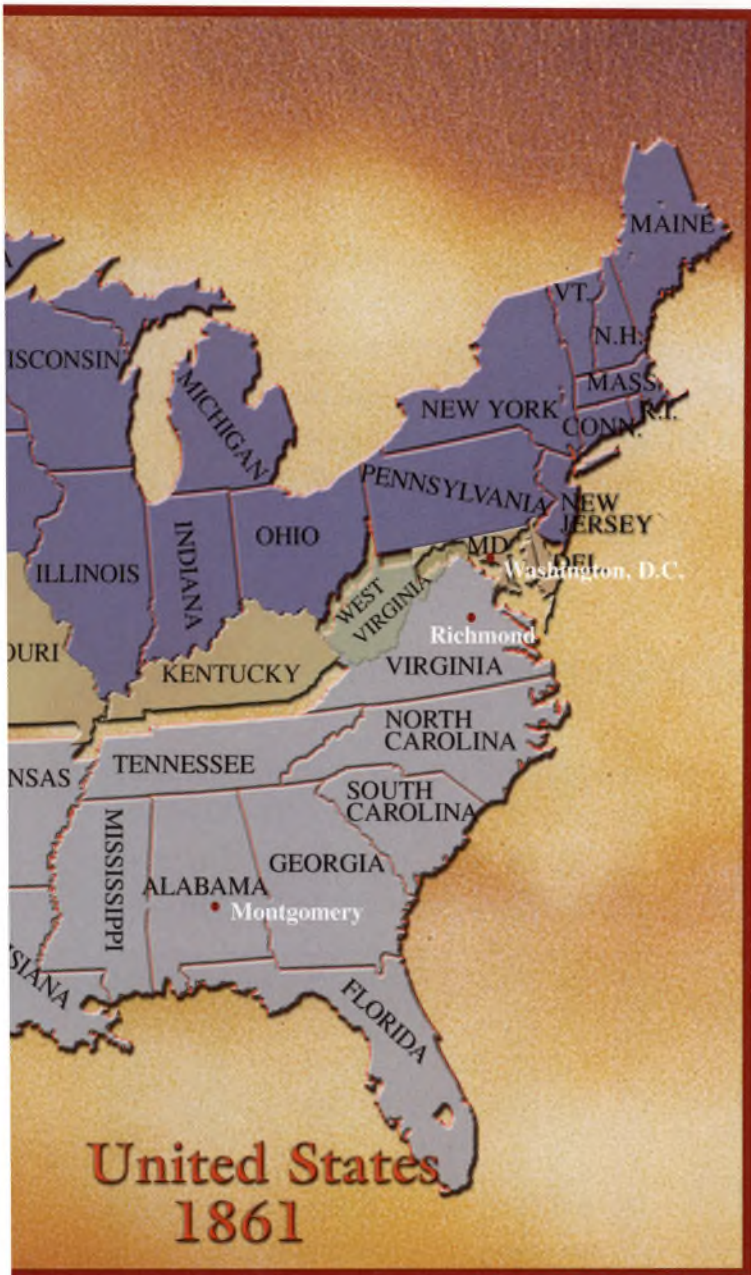 MAINE
VT.
N.H.
ISCONSIN
MICHIGAN
MASS.
NEW YORK
CONN.
R.I.
PENNSYLVANIA
NEW
JERSEY
OHIO
INDIANA
ILLINOIS
MD
DEL.
Washington, D.C.
WEST
VIRGINIA
Richmond
OURI
KENTUCKY
VIRGINIA
NORTH
CAROLINA
NSAS
TENNESSEE
SOUTH
CAROLINA
MISSISSIPPI
ALABAMA
GEORGIA
Montgomery
ISIANA
FLORIDA
United States
1861